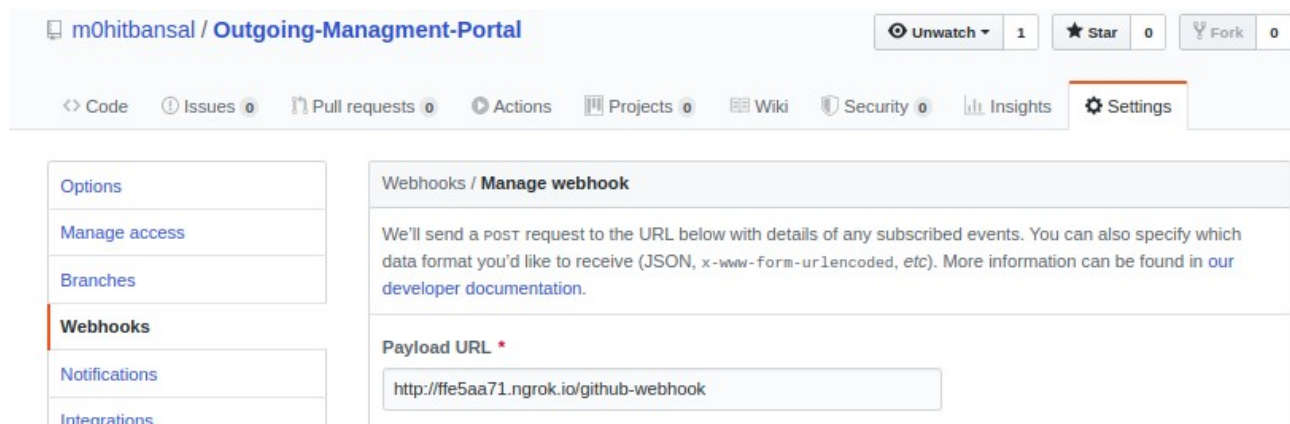 m0hitbansal / Outgoing-Managment-Portal
Unwatch 1 Star 0 Fork 0
<> Code Issues 0 Pull requests 0 Actions Projects 0 Wiki Security 0 Insights Settings
Options
Manage access
Branches
Webhooks
Notifications
Integrations
Webhooks / Manage webhook
We'll send a POST request to the URL below with details of any subscribed events. You can also specify which
data format you'd like to receive (JSON, x-www-form-urlencoded, etc). More information can be found in our
developer documentation.
Payload URL *
http://ffe5aa71.ngrok.io/github-webhook